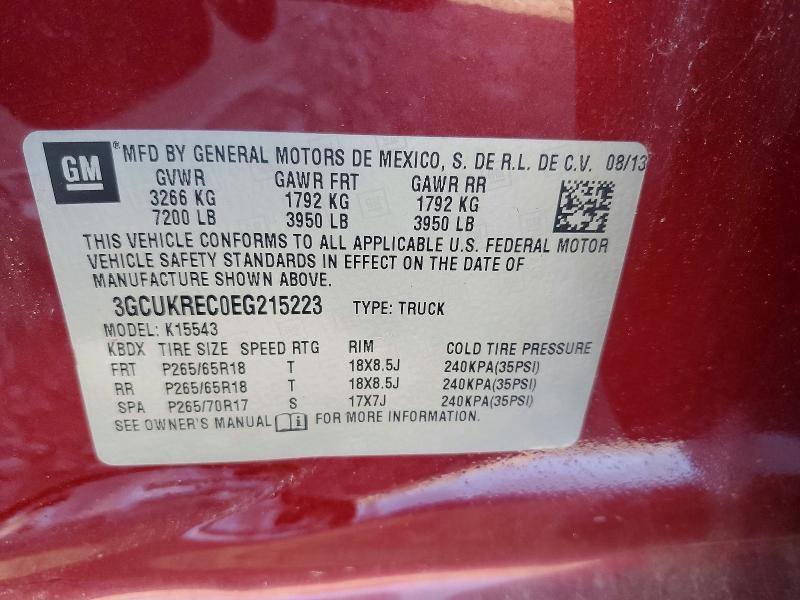 GM ® MFD BY GENERAL MOTORS DE MEXICO, S. DE R.L. DE C.V. 08/13
GVWR GAWR FRT GAWR RR
3266 KG 1792 KG 1792 KG
7200 LB 3950 LB 3950 LB
THIS VEHICLE CONFORMS TO ALL APPLICABLE U.S. FEDERAL MOTOR
VEHICLE SAFETY STANDARDS IN EFFECT ON THE DATE OF
MANUFACTURE SHOWN ABOVE.
3GCUKREC0EG215223 TYPE: TRUCK
MODEL: K15543
KBDX TIRE SIZE SPEED RTG RIM COLD TIRE PRESSURE
FRT P265/65R18 T 18X8.5J 240KPA(35PSI)
RR P265/65R18 T 18X8.5J 240KPA(35PSI)
SPA P265/70R17 S 17X7J 240KPA(35PSI)
SEE OWNER'S MANUAL i FOR MORE INFORMATION.